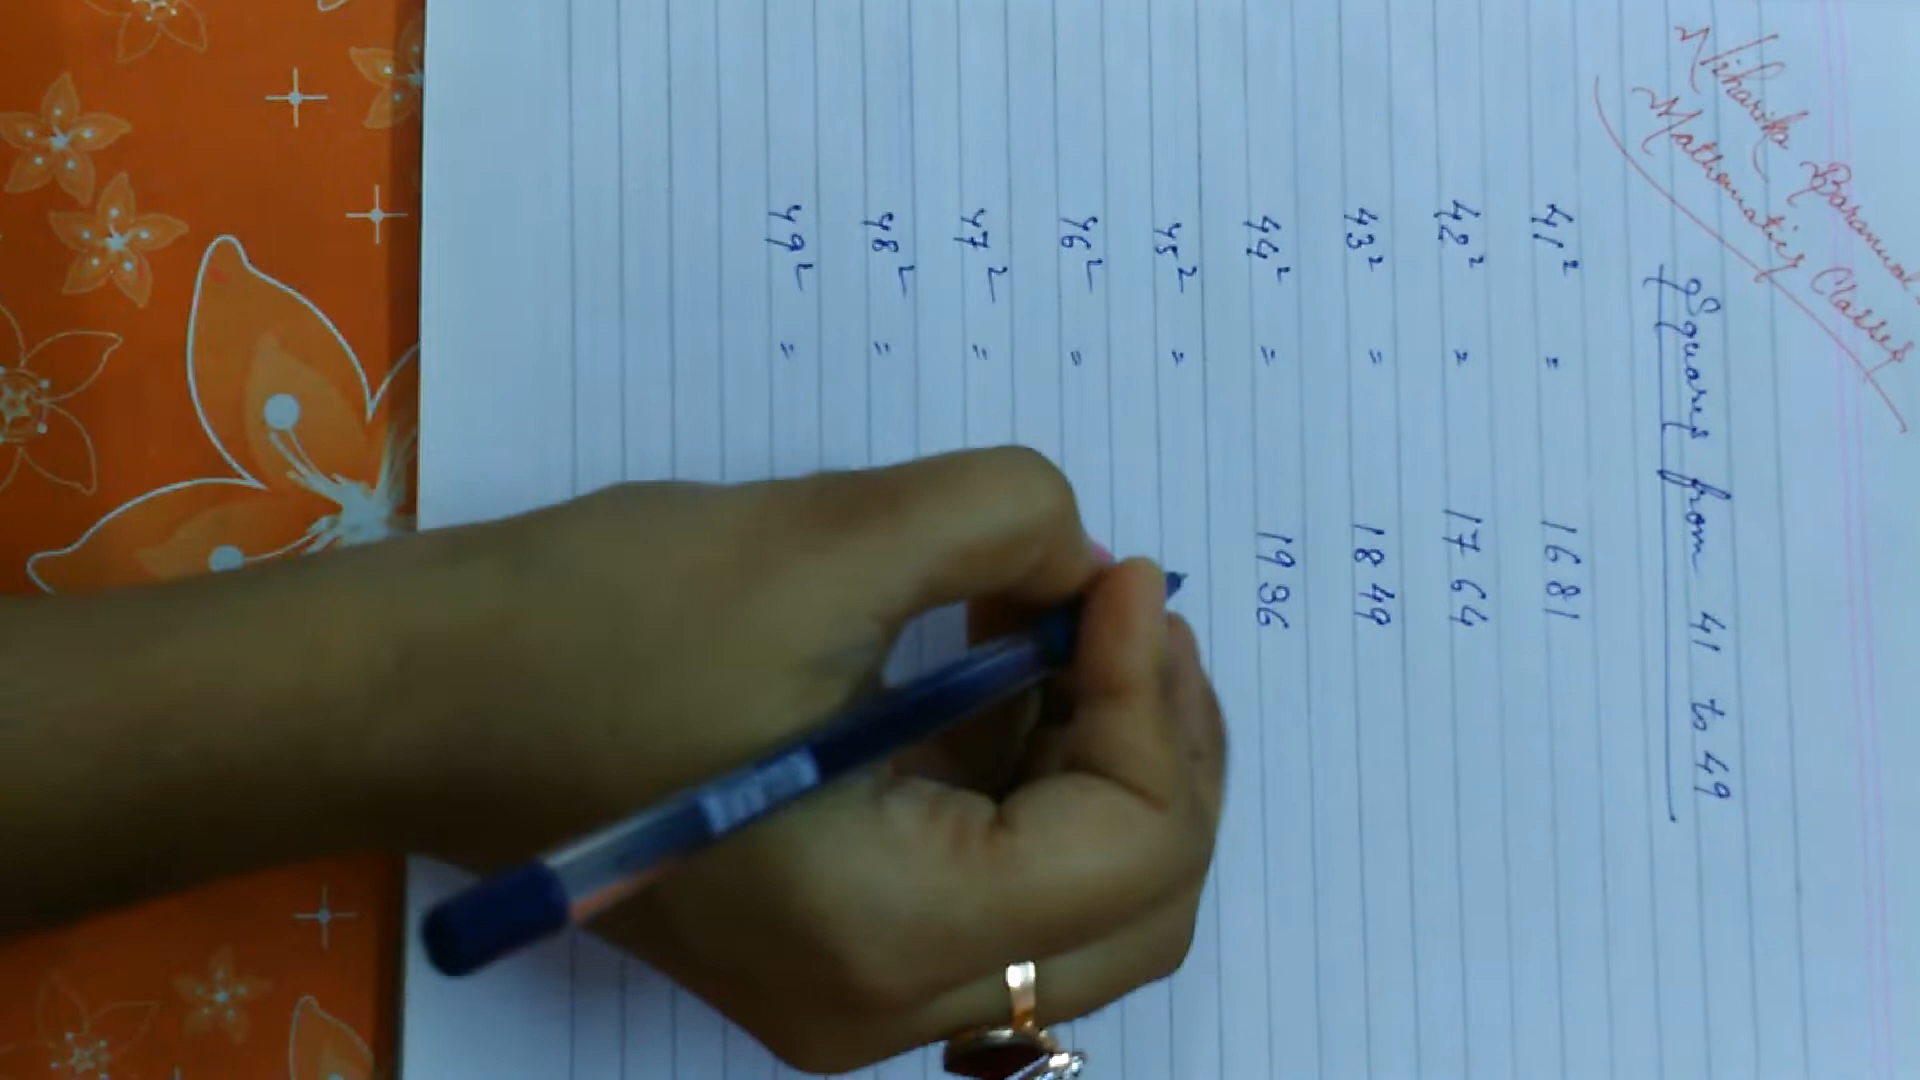 Niharika Baranwal
Mathematics Classes
Squares from 41 to 49
41² = 1681
42² = 1764
43² = 1849
44² = 1936
45² =
46² =
47² =
48² =
49² =